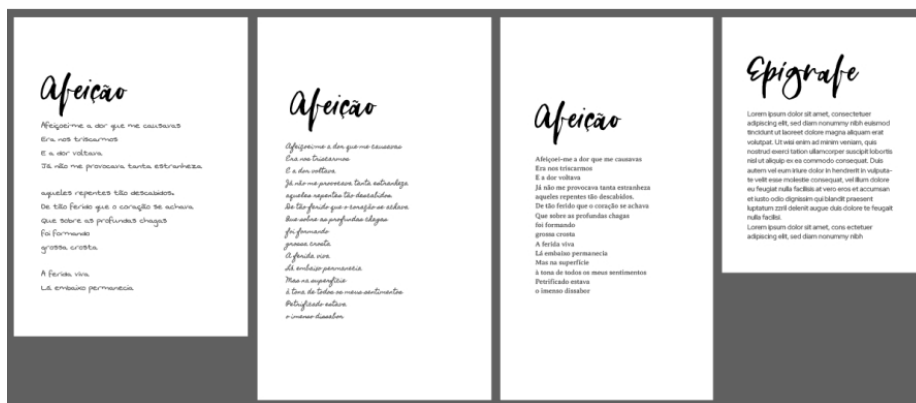 Afeição
Afeiçoei-me a dor que me causavas
Era nos triscarmos
E a dor voltava
Já não me provocava tanta estranheza
aqueles repentes tão descabidos.
De tão ferido que o coração se achava
Que sobre as profundas chagas
foi formando
grossa crosta
A ferida viva
Lá embaixo permanecia
Afeição
Afeiçoei-me a dor que me causavas
Era nos triscarmos
E a dor voltava
Já não me provocava tanta estranheza
aqueles repentes tão descabidos.
De tão ferido que o coração se achava
Que sobre as profundas chagas
foi formando
grossa crosta
A ferida viva
Lá embaixo permanecia
Mas na superfície
à tona de todos os meus sentimentos
Petrificado estava
o imenso dissabor
Afeição
Afeiçoei-me a dor que me causavas
Era nos triscarmos
E a dor voltava
Já não me provocava tanta estranheza
aqueles repentes tão descabidos.
De tão ferido que o coração se achava
Que sobre as profundas chagas
foi formando
grossa crosta
A ferida viva
Lá embaixo permanecia
Mas na superfície
à tona de todos os meus sentimentos
Petrificado estava
o imenso dissabor
Epígrafe
Lorem ipsum dolor sit amet, consectetuer
adipiscing elit, sed diam nonummy nibh euismod
tincidunt ut laoreet dolore magna aliquam erat
volutpat. Ut wisi enim ad minim veniam, quis
nostrud exerci tation ullamcorper suscipit lobortis
nisl ut aliquip ex ea commodo consequat. Duis
autem vel eum iriure dolor in hendrerit in vulputa-
te velit esse molestie consequat, vel illum dolore
eu feugiat nulla facilisis at vero eros et accumsan
et iusto odio dignissim qui blandit praesent
luptatum zzril delenit augue duis dolore te feugait
nulla facilisi.
Lorem ipsum dolor sit amet, cons ectetuer
adipiscing elit, sed diam nonummy nibh